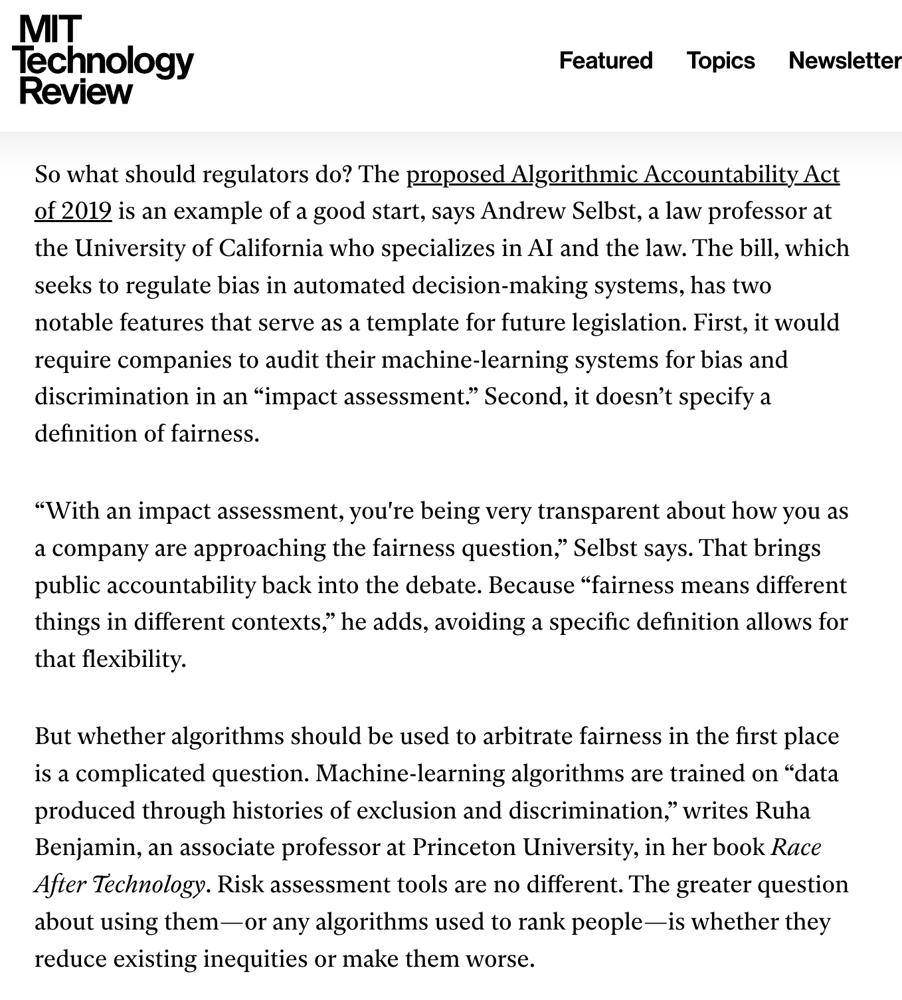 MIT
Technology
Review
Featured Topics Newsletter
So what should regulators do? The proposed Algorithmic Accountability Act
of 2019 is an example of a good start, says Andrew Selbst, a law professor at
the University of California who specializes in AI and the law. The bill, which
seeks to regulate bias in automated decision-making systems, has two
notable features that serve as a template for future legislation. First, it would
require companies to audit their machine-learning systems for bias and
discrimination in an “impact assessment.” Second, it doesn’t specify a
definition of fairness.
“With an impact assessment, you're being very transparent about how you as
a company are approaching the fairness question,” Selbst says. That brings
public accountability back into the debate. Because “fairness means different
things in different contexts,” he adds, avoiding a specific definition allows for
that flexibility.
But whether algorithms should be used to arbitrate fairness in the first place
is a complicated question. Machine-learning algorithms are trained on “data
produced through histories of exclusion and discrimination,” writes Ruha
Benjamin, an associate professor at Princeton University, in her book Race
After Technology. Risk assessment tools are no different. The greater question
about using them—or any algorithms used to rank people—is whether they
reduce existing inequities or make them worse.